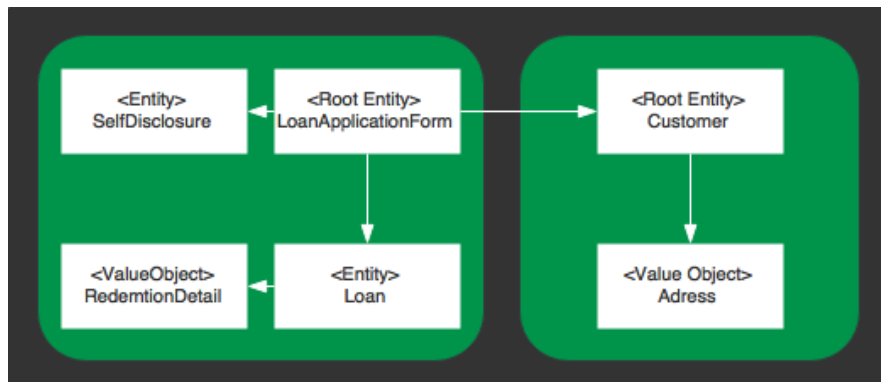 <Entity>
SelfDisclosure
<Root Entity>
LoanApplicationForm
<Root Entity>
Customer
<ValueObject>
RedemtionDetail
<Entity>
Loan
<Value Object>
Adress